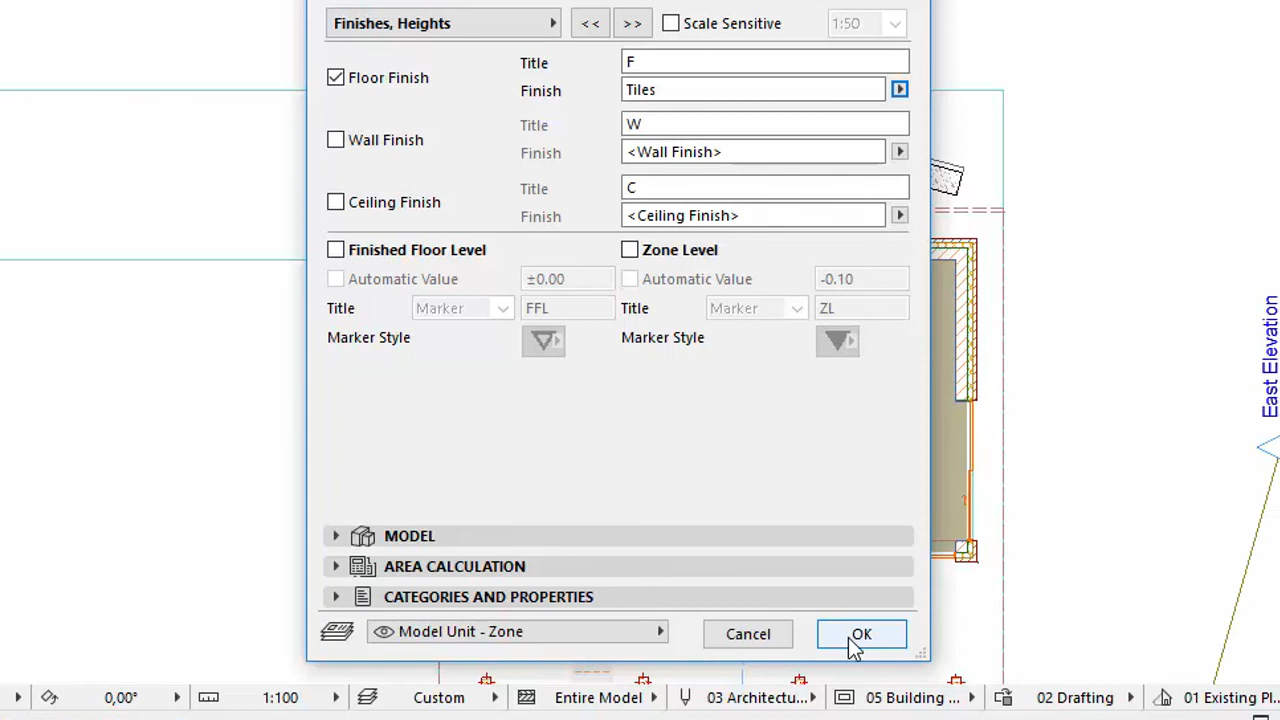 Finishes, Heights << >> Scale Sensitive 1:50
Title F
Floor Finish
Finish Tiles
Title W
Wall Finish
Finish <Wall Finish>
Title C
Ceiling Finish
Finish <Ceiling Finish>
Finished Floor Level Zone Level
Automatic Value ±0.00 Automatic Value -0.10
Title Marker FFL Title Marker ZL
Marker Style Marker Style
MODEL
AREA CALCULATION
CATEGORIES AND PROPERTIES
Model Unit - Zone Cancel OK
East Elevation
0,00° 1:100 Custom Entire Model 03 Architectu... 05 Building ... 02 Drafting 01 Existing Pl...